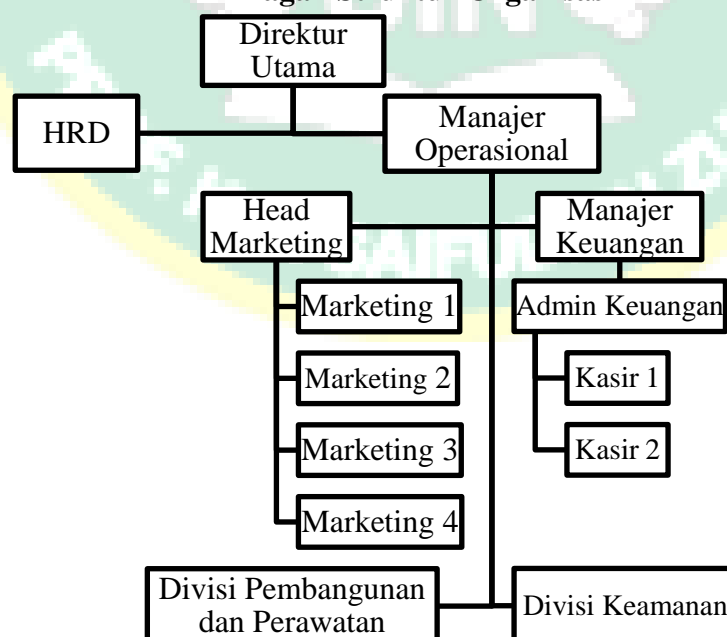 Direktur
Utama
HRD
Manajer
Operasional
Head
Marketing
Manajer
Keuangan
Marketing 1
Admin Keuangan
Marketing 2
Kasir 1
Marketing 3
Kasir 2
Marketing 4
Divisi Pembangunan
dan Perawatan
Divisi Keamanan